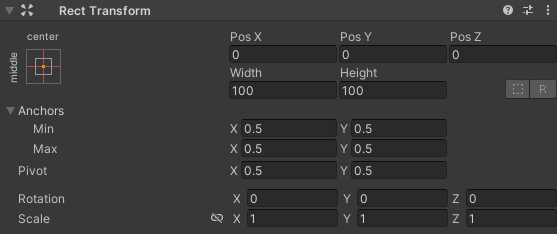 Rect Transform
center
middle
Pos X Pos Y Pos Z
0 0 0
Width Height
100 100 R
Anchors
Min X 0.5 Y 0.5
Max X 0.5 Y 0.5
Pivot X 0.5 Y 0.5
Rotation X 0 Y 0 Z 0
Scale X 1 Y 1 Z 1